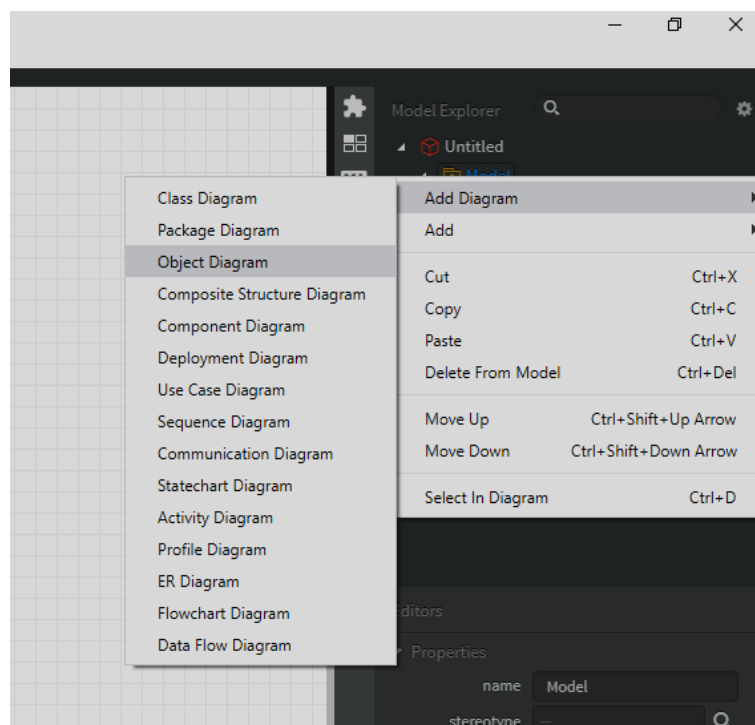 Model Explorer
Untitled
Model
Class Diagram
Package Diagram
Object Diagram
Composite Structure Diagram
Component Diagram
Deployment Diagram
Use Case Diagram
Sequence Diagram
Communication Diagram
Statechart Diagram
Activity Diagram
Profile Diagram
ER Diagram
Flowchart Diagram
Data Flow Diagram
Add Diagram
Add
Cut Ctrl+X
Copy Ctrl+C
Paste Ctrl+V
Delete From Model Ctrl+Del
Move Up Ctrl+Shift+Up Arrow
Move Down Ctrl+Shift+Down Arrow
Select In Diagram Ctrl+D
Editors
Properties
name Model
stereotype —